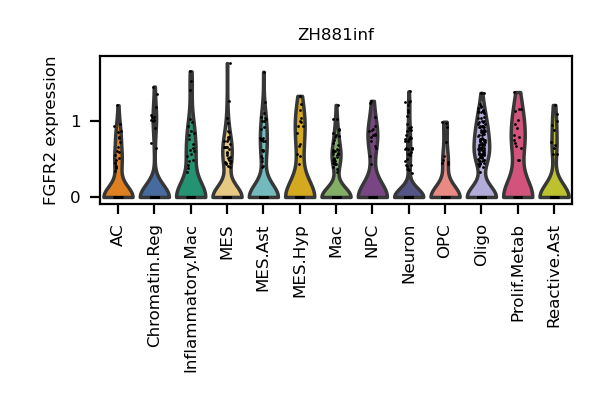 ZH881inf
FGFR2 expression
1
0
AC
Chromatin.Reg
Inflammatory.Mac
MES
MES.Ast
MES.Hyp
Mac
NPC
Neuron
OPC
Oligo
Prolif.Metab
Reactive.Ast